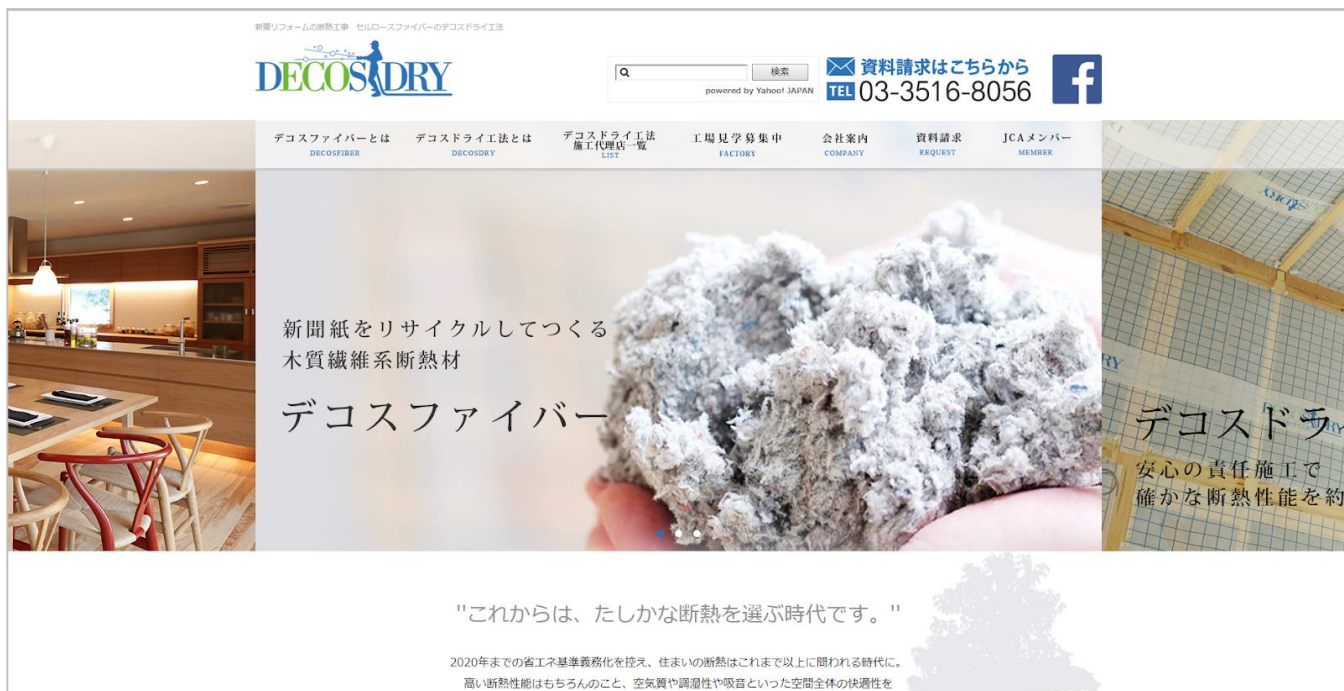 新築リフォームの断熱工事 セルロースファイバーのデコスドライ工法
DECOSDRY
検索
powered by Yahoo! JAPAN
資料請求はこちらから
TEL 03-3516-8056
f
デコスファイバーとは
DECOSFIBER
デコスドライ工法とは
DECOSDRY
デコスドライ工法
施工代理店一覧
LIST
工場見学募集中
FACTORY
会社案内
COMPANY
資料請求
REQUEST
JCAメンバー
MEMBER
新聞紙をリサイクルしてつくる
木質繊維系断熱材
デコスファイバー
デコスドラ
安心の責任施工で
確かな断熱性能を約
"これからは、たしかな断熱を選ぶ時代です。"
2020年までの省エネ基準義務化を控え、住まいの断熱はこれまで以上に問われる時代に。
高い断熱性能はもちろんのこと、空気質や調湿性や吸音といった空間全体の快適性を